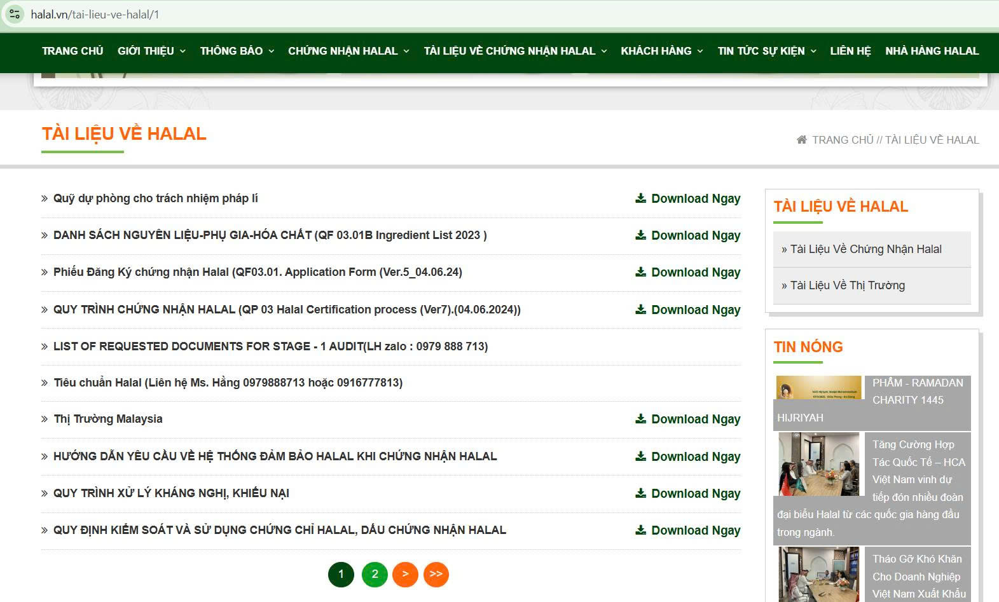 halal.vn/tai-lieu-ve-halal/1
TRANG CHỦ GIỚI THIỆU THÔNG BÁO CHỨNG NHẬN HALAL TÀI LIỆU VỀ CHỨNG NHẬN HALAL KHÁCH HÀNG TIN TỨC SỰ KIỆN LIÊN HỆ NHÀ HÀNG HALAL
TÀI LIỆU VỀ HALAL
TRANG CHỦ // TÀI LIỆU VỀ HALAL
» Quỹ dự phòng cho trách nhiệm pháp lí Download Ngay
» DANH SÁCH NGUYÊN LIỆU-PHỤ GIA-HÓA CHẤT (QF 03.01B Ingredient List 2023 ) Download Ngay
» Phiếu Đăng Ký chứng nhận Halal (QF03.01. Application Form (Ver.5_04.06.24) Download Ngay
» QUY TRÌNH CHỨNG NHẬN HALAL (QP 03 Halal Certification process (Ver7).(04.06.2024)) Download Ngay
» LIST OF REQUESTED DOCUMENTS FOR STAGE - 1 AUDIT(LH zalo : 0979 888 713)
» Tiêu chuẩn Halal (Liên hệ Ms. Hằng 0979888713 hoặc 0916777813)
» Thị Trường Malaysia Download Ngay
» HƯỚNG DẪN YÊU CẦU VỀ HỆ THỐNG ĐẢM BẢO HALAL KHI CHỨNG NHẬN HALAL Download Ngay
» QUY TRÌNH XỬ LÝ KHÁNG NGHỊ, KHIẾU NẠI Download Ngay
» QUY ĐỊNH KIỂM SOÁT VÀ SỬ DỤNG CHỨNG CHỈ HALAL, DẤU CHỨNG NHẬN HALAL Download Ngay
1 2 > >>
TÀI LIỆU VỀ HALAL
» Tài Liệu Về Chứng Nhận Halal
» Tài Liệu Về Thị Trường
TIN NÓNG
PHẨM - RAMADAN
CHARITY 1445
HIJRIYAH
Tăng Cường Hợp
Tác Quốc Tế – HCA
Việt Nam vinh dự
tiếp đón nhiều đoàn
đại biểu Halal từ các quốc gia hàng đầu
trong ngành.
Tháo Gỡ Khó Khăn
Cho Doanh Nghiệp
Việt Nam Xuất Khẩu